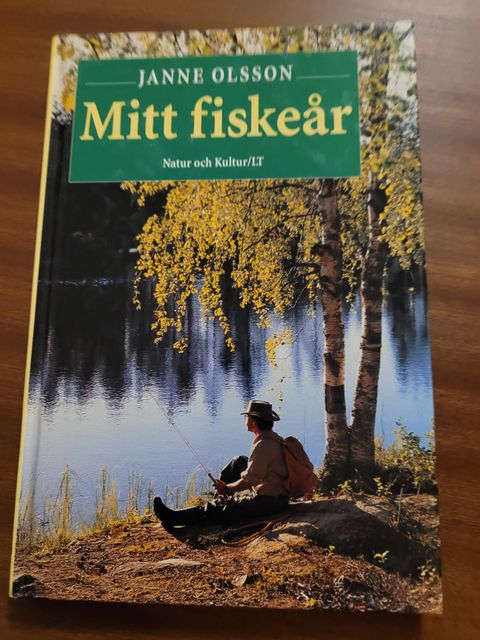 JANNE OLSSON
Mitt fiskeår
Natur och Kultur/LT